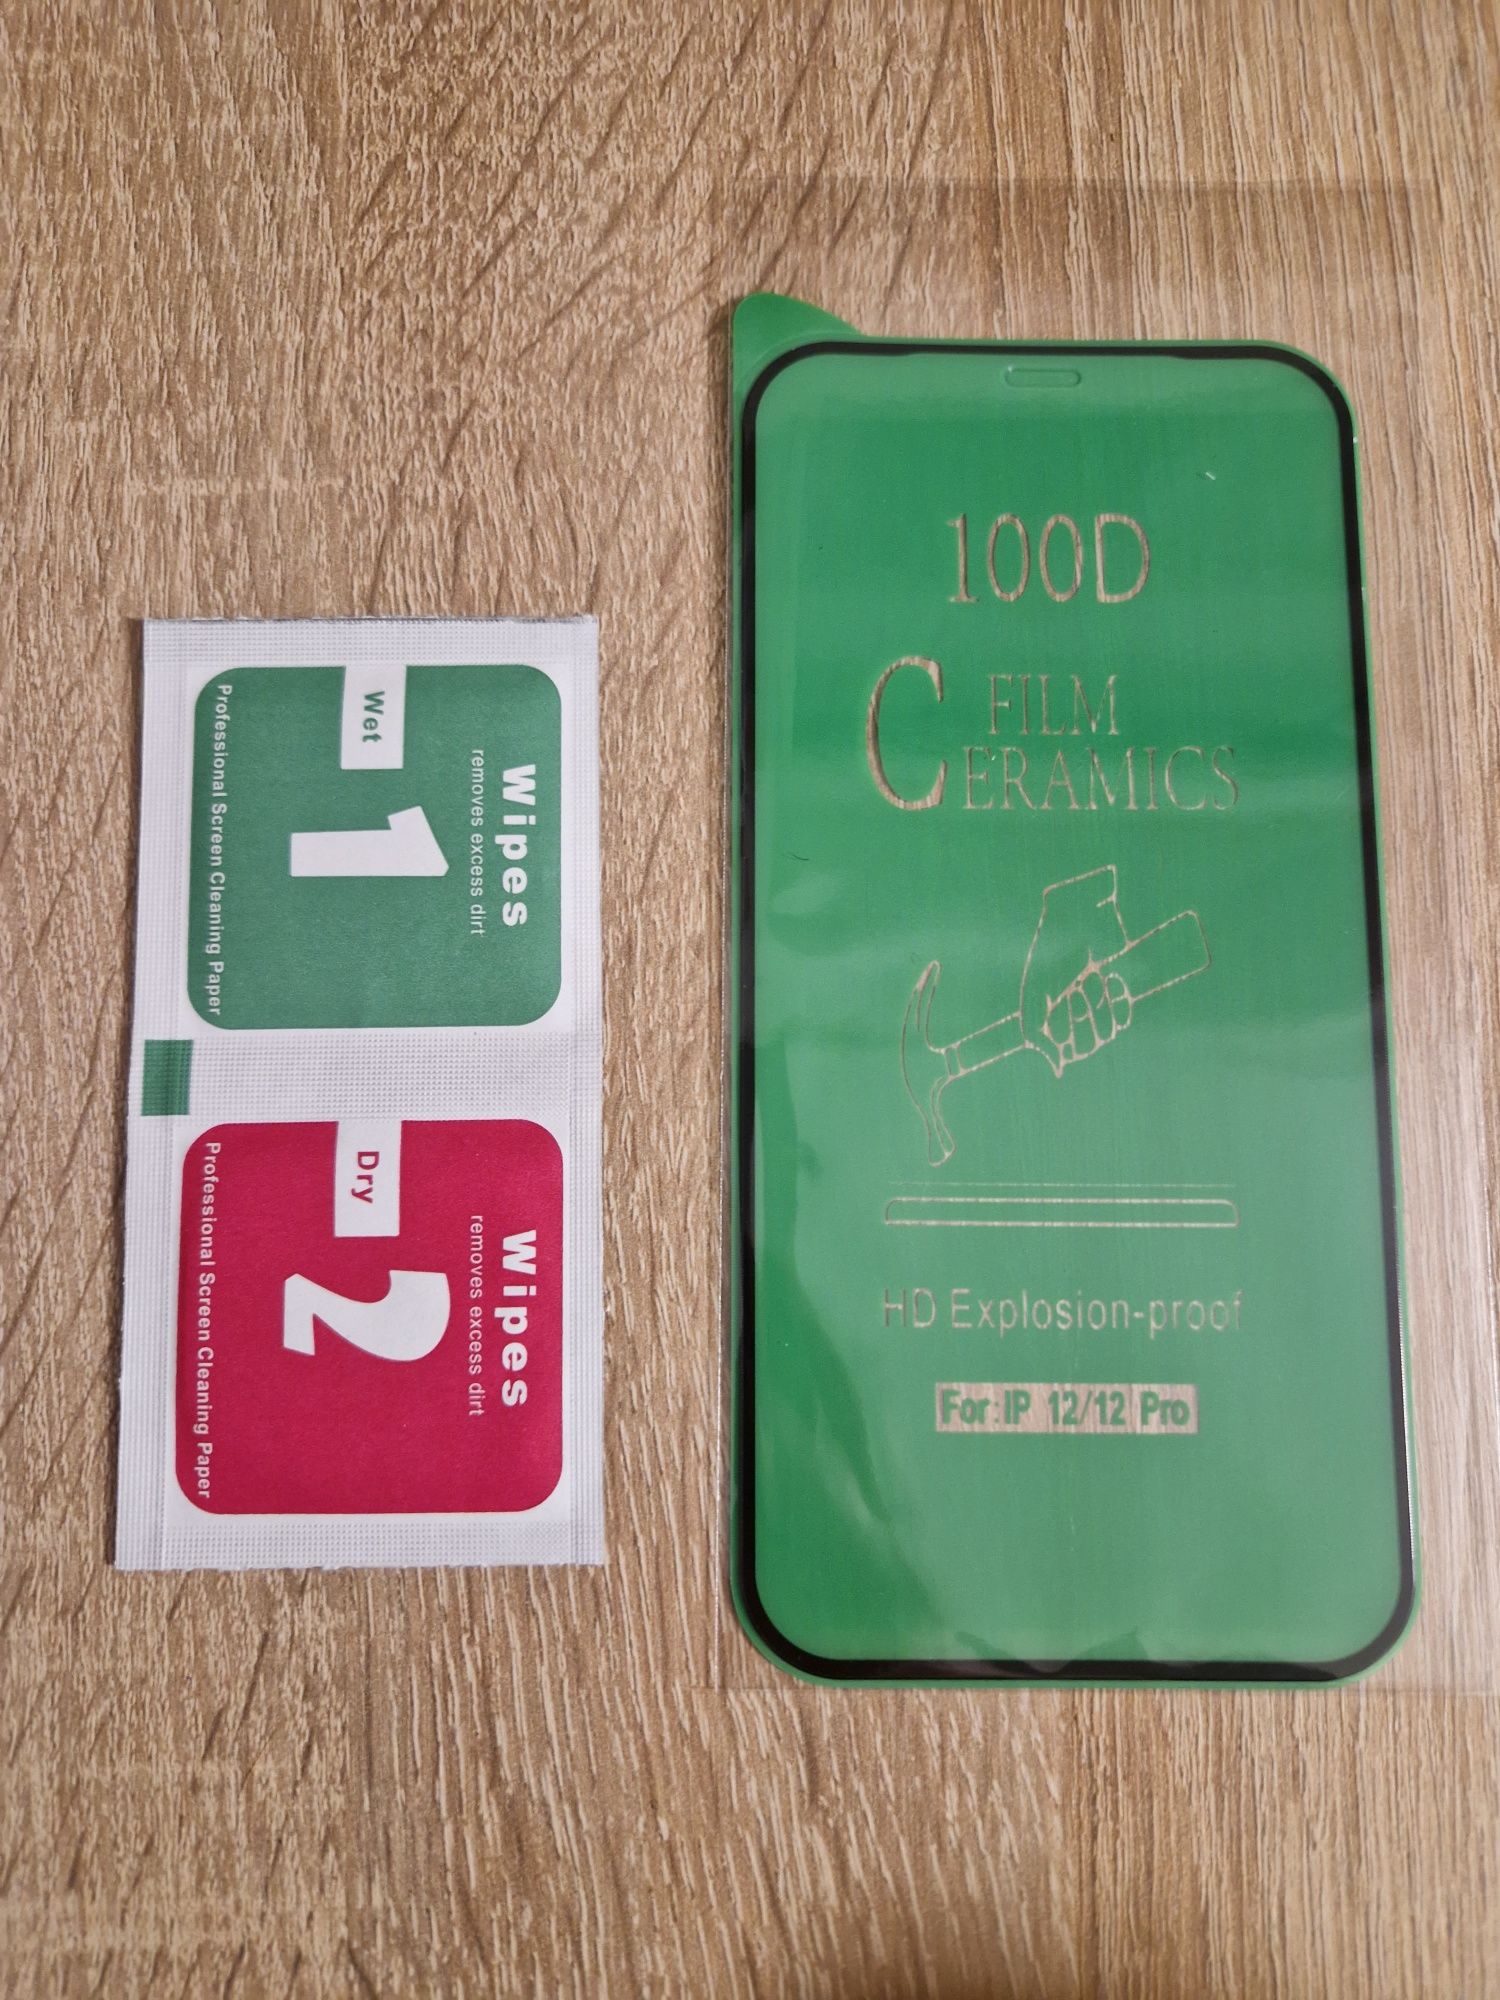 Wipes
removes excess dirt
1
Wet
Professional Screen Cleaning Paper
Wipes
removes excess dirt
2
Dry
Professional Screen Cleaning Paper
100D
FILM
CERAMICS
HD Explosion-proof
For:IP 12/12 Pro